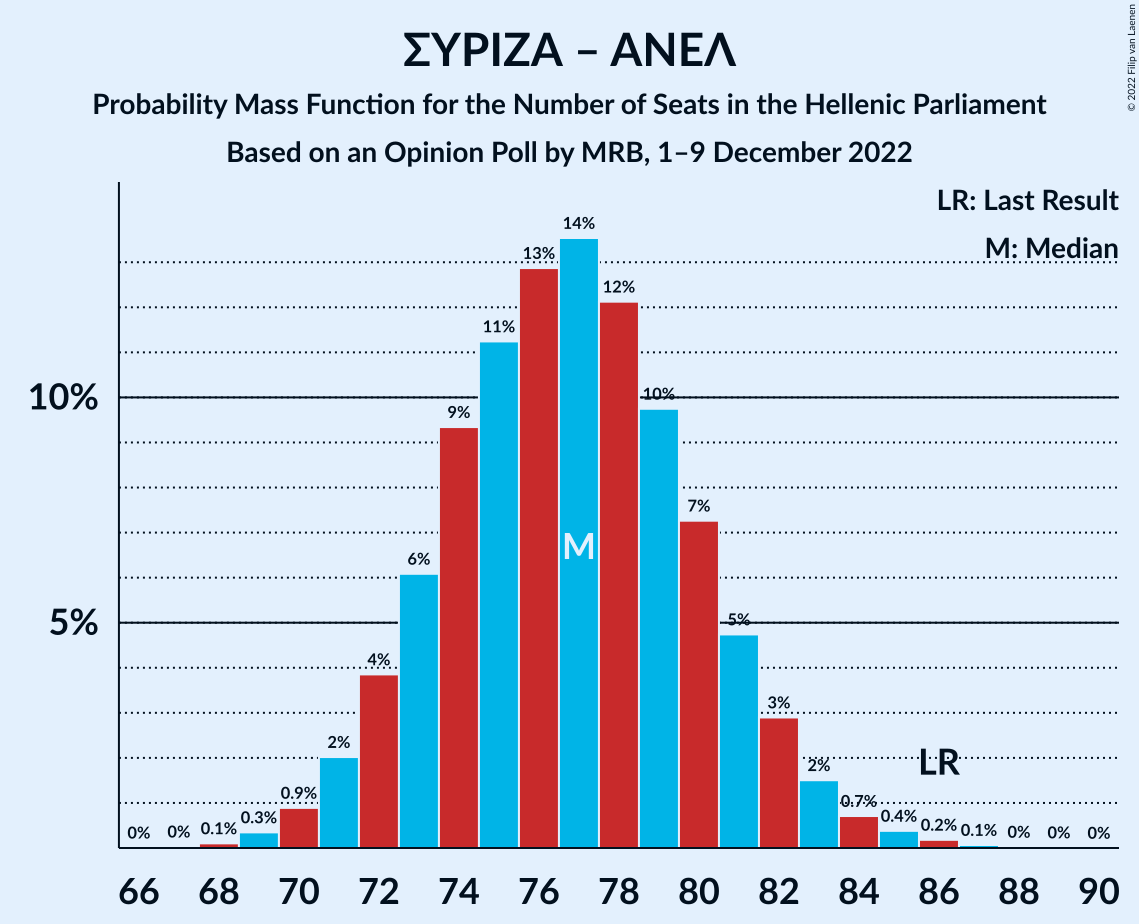 ΣΥΡΙΖΑ – ΑΝΕΛ
Probability Mass Function for the Number of Seats in the Hellenic Parliament
Based on an Opinion Poll by MRB, 1–9 December 2022
© 2022 Filip van Laenen
LR: Last Result
M: Median
10%
5%
0% 0% 0.1% 0.3% 0.9% 2% 4% 6% 9% 11% 13% 14% 12% 10% 7% 5% 3% 2% 0.7% 0.4% 0.2% 0.1% 0% 0% 0%
M
LR
66 68 70 72 74 76 78 80 82 84 86 88 90